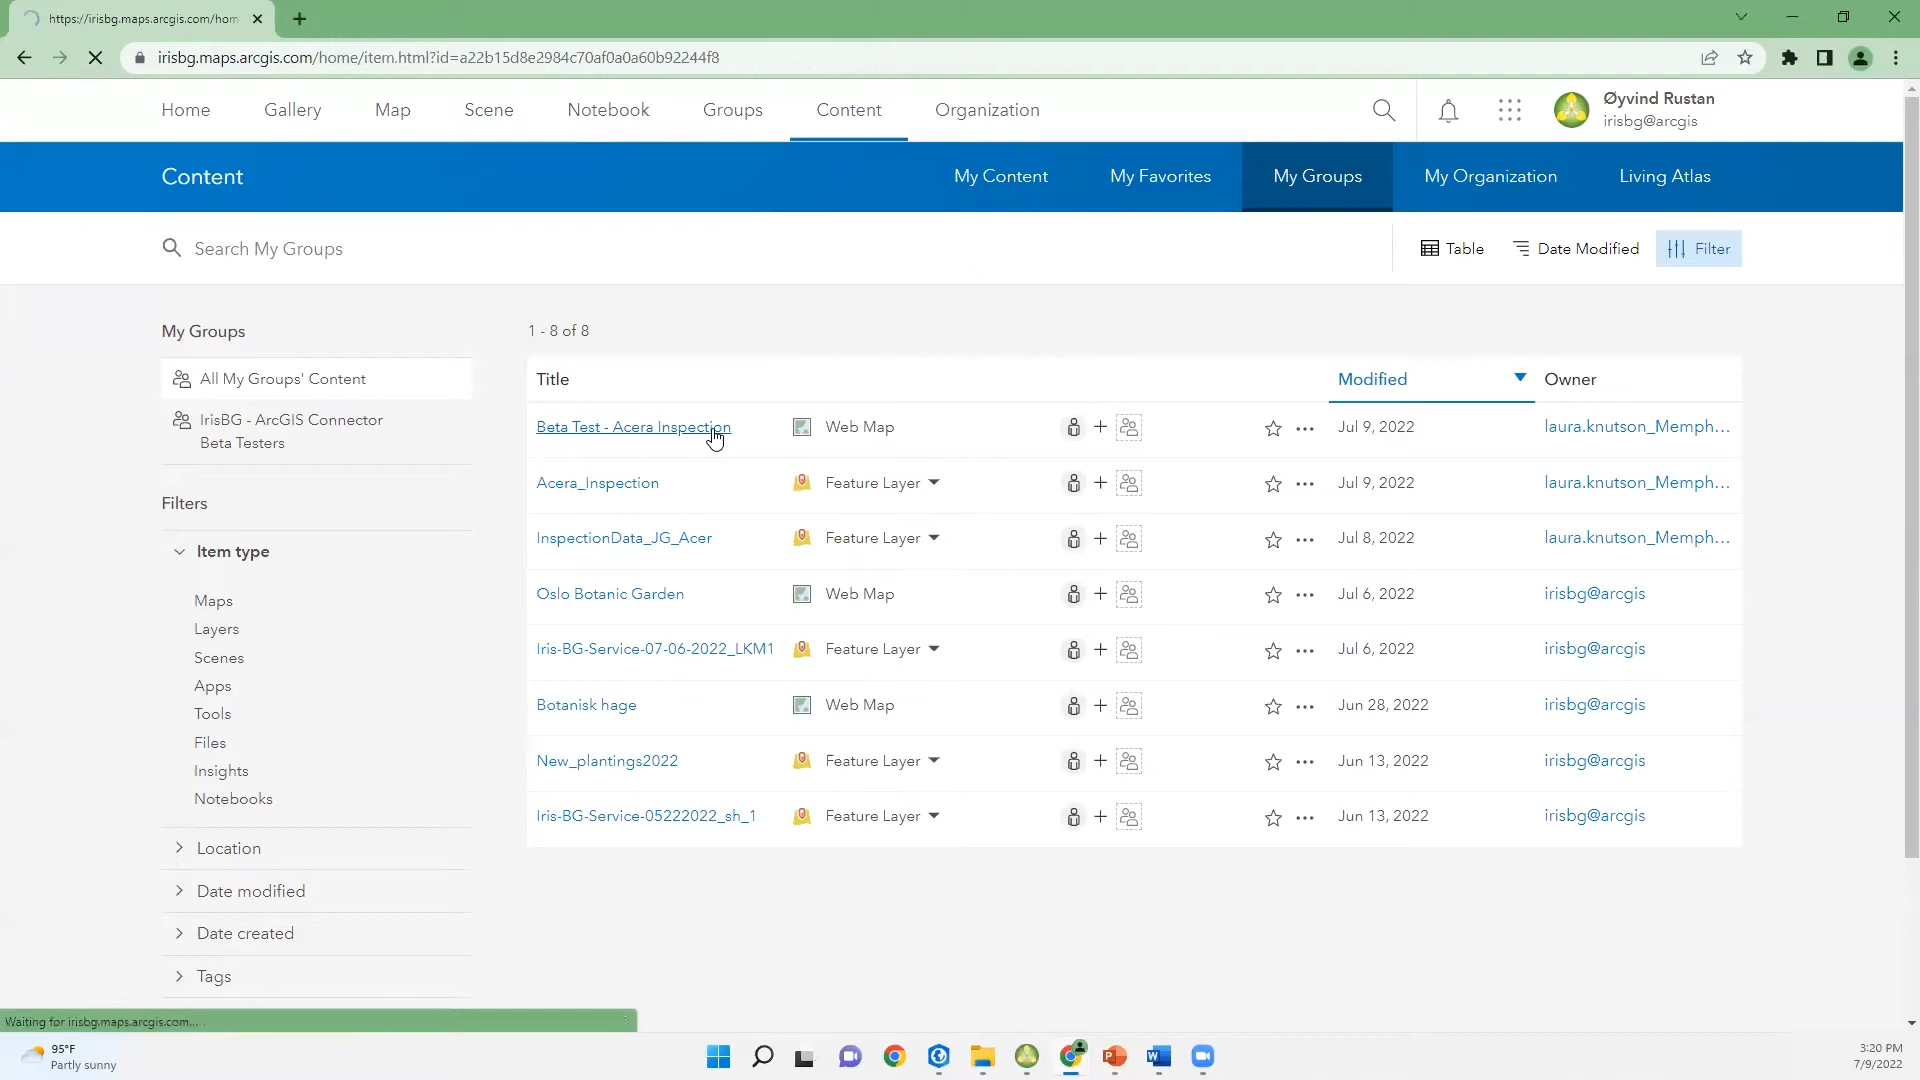 https://irisbg.maps.arcgis.com/hom
irisbg.maps.arcgis.com/home/item.html?id=a22b15d8e2984c70af0a0a60b92244f8
Home Gallery Map Scene Notebook Groups Content Organization
Øyvind Rustan
irisbg@arcgis
Content
My Content My Favorites My Groups My Organization Living Atlas
Search My Groups
Table Date Modified Filter
My Groups
1 - 8 of 8
All My Groups' Content
IrisBG - ArcGIS Connector
Beta Testers
Title Modified Owner
Beta Test - Acera Inspection Web Map Jul 9, 2022 laura.knutson_Memph...
Acera_Inspection Feature Layer Jul 9, 2022 laura.knutson_Memph...
InspectionData_JG_Acer Feature Layer Jul 8, 2022 laura.knutson_Memph...
Oslo Botanic Garden Web Map Jul 6, 2022 irisbg@arcgis
Iris-BG-Service-07-06-2022_LKM1 Feature Layer Jul 6, 2022 irisbg@arcgis
Botanisk hage Web Map Jun 28, 2022 irisbg@arcgis
New_plantings2022 Feature Layer Jun 13, 2022 irisbg@arcgis
Iris-BG-Service-05222022_sh_1 Feature Layer Jun 13, 2022 irisbg@arcgis
Filters
Item type
Maps
Layers
Scenes
Apps
Tools
Files
Insights
Notebooks
Location
Date modified
Date created
Tags
Waiting for irisbg.maps.arcgis.com...
95°F
Partly sunny
3:20 PM
7/9/2022